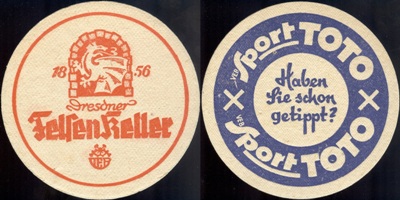 18 56
Dresdner
Felsenkeller
VEB Sport TOTO
Haben
Sie schon
getippt?
VEB Sport TOTO